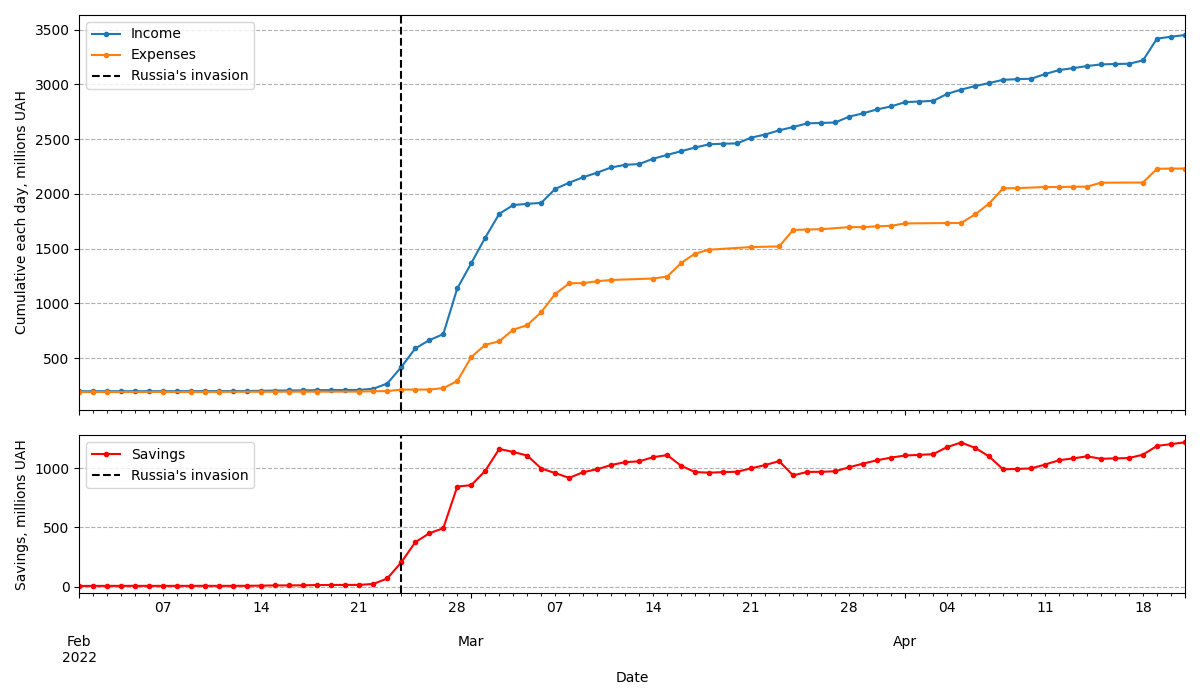 3500
3000
2500
2000
1500
1000
500
Cumulative each day, millions UAH
Income
Expenses
Russia's invasion
1000
500
0
Savings, millions UAH
Savings
Russia's invasion
07 14 21 28 07 14 21 28 04 11 18
Feb Mar Apr
2022
Date